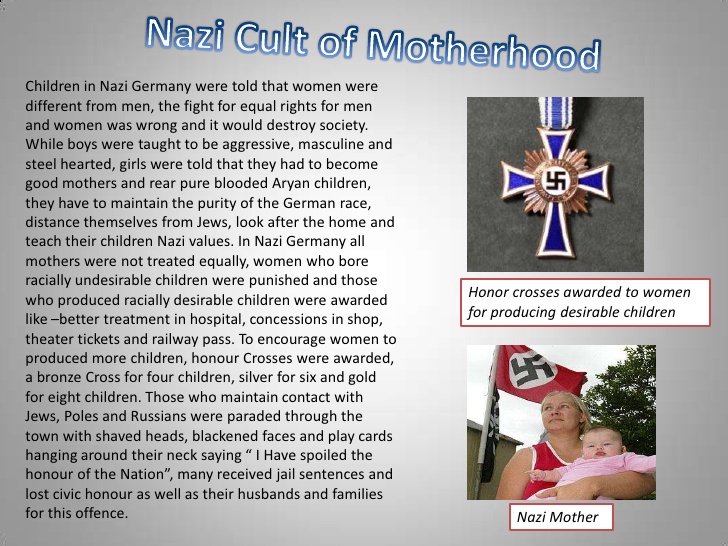 Nazi Cult of Motherhood
Children in Nazi Germany were told that women were
different from men, the fight for equal rights for men
and women was wrong and it would destroy society.
While boys were taught to be aggressive, masculine and
steel hearted, girls were told that they had to become
good mothers and rear pure blooded Aryan children,
they have to maintain the purity of the German race,
distance themselves from Jews, look after the home and
teach their children Nazi values. In Nazi Germany all
mothers were not treated equally, women who bore
racially undesirable children were punished and those
who produced racially desirable children were awarded
like –better treatment in hospital, concessions in shop,
theater tickets and railway pass. To encourage women to
produced more children, honour Crosses were awarded,
a bronze Cross for four children, silver for six and gold
for eight children. Those who maintain contact with
Jews, Poles and Russians were paraded through the
town with shaved heads, blackened faces and play cards
hanging around their neck saying “ I Have spoiled the
honour of the Nation”, many received jail sentences and
lost civic honour as well as their husbands and families
for this offence.
Honor crosses awarded to women
for producing desirable children
Nazi Mother